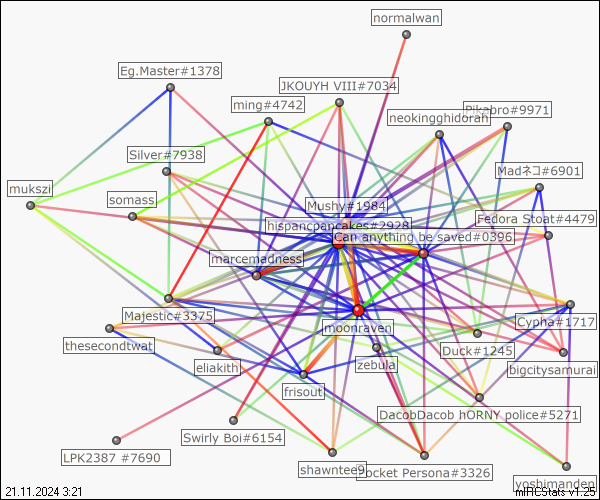 normalwan
Eg.Master#1378
JKOUYH VIII#7034
ming#4742
Pikabro#9971
neokingghidorah
Silver#7938
Madネコ#6901
mukszi
somass
Mushy#1984
Fedora Stoat#4479
hispancpancakes#2928
Can anything be saved#0396
marcemadness
Majestic#3375
moonraven
Cypha#1717
thesecondtwat
Duck#1245
eliakith
zebula
bigcitysamurai
frisout
DacobDacob hORNY police#5271
Swirly Boi#6154
LPK2387 #7690
shawntee9
Pocket Persona#3326
yoshimanden
21.11.2024 3:21
mIRCStats v1.25